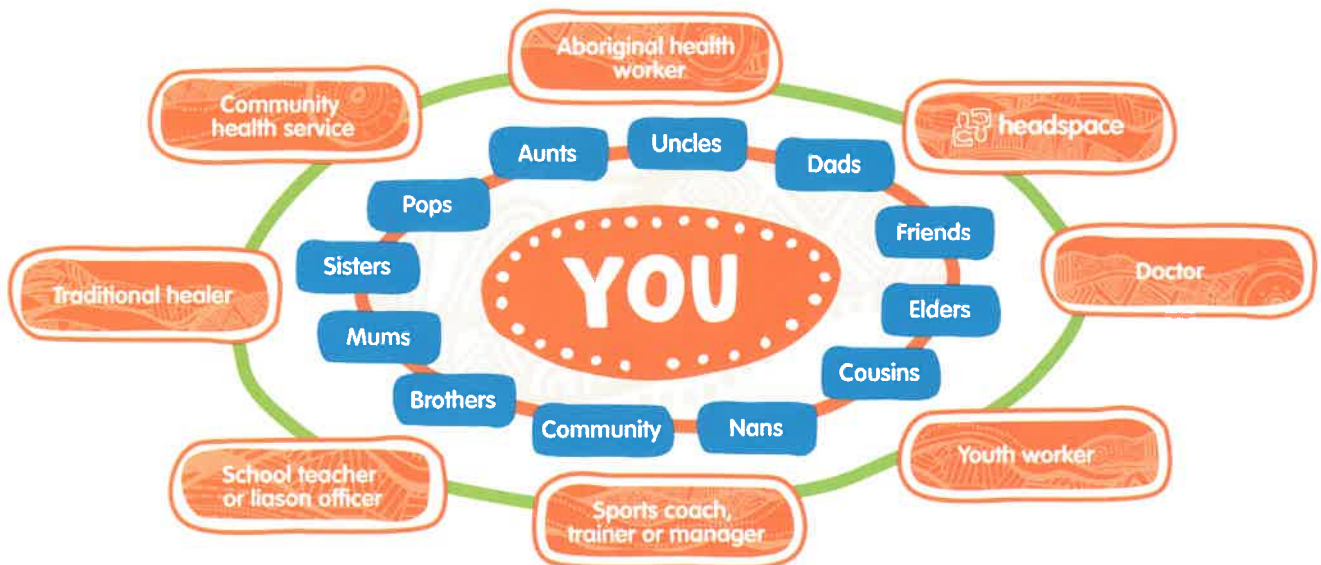 Aboriginal health
worker
headspace
Doctor
Youth worker
Sports coach,
trainer or manager
School teacher
or liason officer
Traditional healer
Community
health service
Uncles
Dads
Friends
Elders
Cousins
Nans
Community
Brothers
Mums
Sisters
Pops
Aunts
YOU